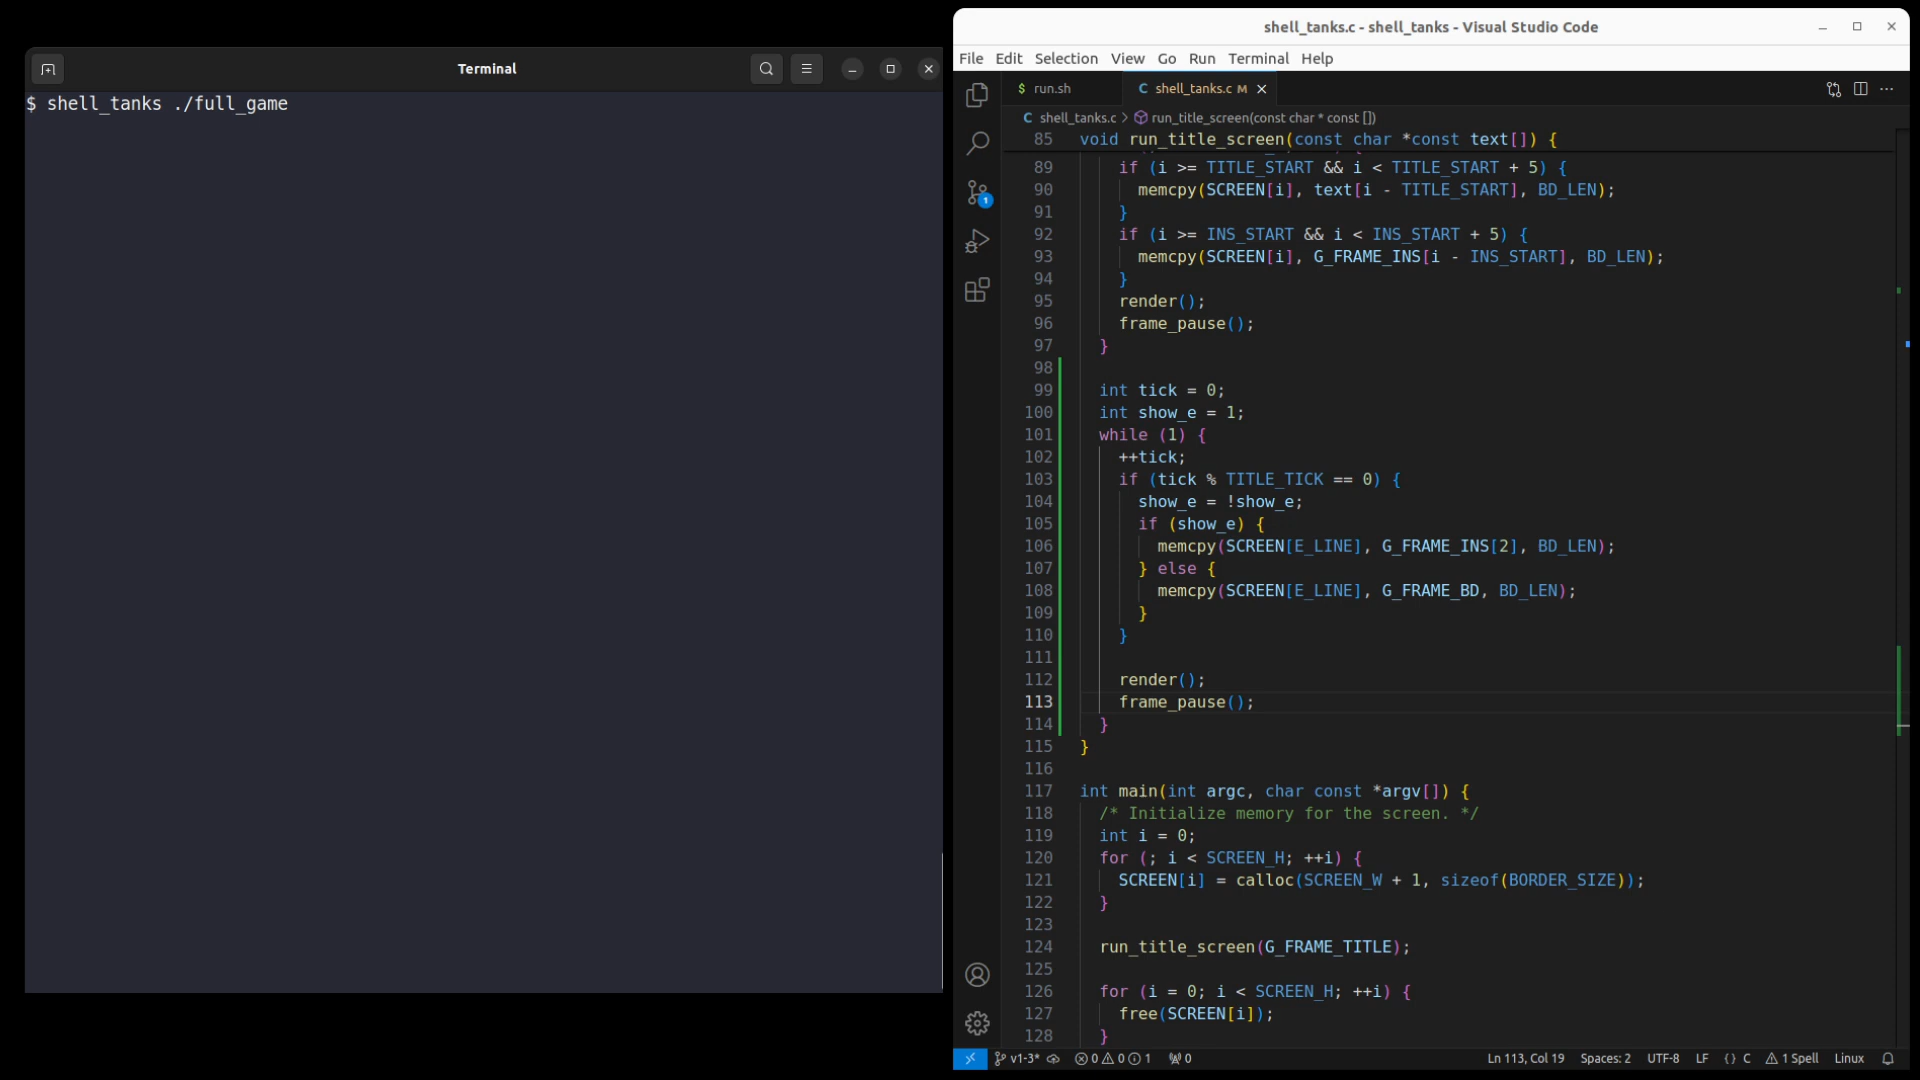 Terminal
$ shell_tanks ./full_game
shell_tanks.c - shell_tanks - Visual Studio Code
File Edit Selection View Go Run Terminal Help
$ run.sh C shell_tanks.c M
C shell_tanks.c > run_title_screen(const char * const [])
85 void run_title_screen(const char *const text[]) {
89 if (i >= TITLE_START && i < TITLE_START + 5) {
90 memcpy(SCREEN[i], text[i - TITLE_START], BD_LEN);
91 }
92 if (i >= INS_START && i < INS_START + 5) {
93 memcpy(SCREEN[i], G_FRAME_INS[i - INS_START], BD_LEN);
94 }
95 render();
96 frame_pause();
97 }
98
99 int tick = 0;
100 int show_e = 1;
101 while (1) {
102 ++tick;
103 if (tick % TITLE_TICK == 0) {
104 show_e = !show_e;
105 if (show_e) {
106 memcpy(SCREEN[E_LINE], G_FRAME_INS[2], BD_LEN);
107 } else {
108 memcpy(SCREEN[E_LINE], G_FRAME_BD, BD_LEN);
109 }
110 }
111
112 render();
113 frame_pause();
114 }
115 }
116
117 int main(int argc, char const *argv[]) {
118 /* Initialize memory for the screen. */
119 int i = 0;
120 for (; i < SCREEN_H; ++i) {
121 SCREEN[i] = calloc(SCREEN_W + 1, sizeof(BORDER_SIZE));
122 }
123
124 run_title_screen(G_FRAME_TITLE);
125
126 for (i = 0; i < SCREEN_H; ++i) {
127 free(SCREEN[i]);
128 }
1
v1-3* 0 0 1 0 Ln 113, Col 19 Spaces: 2 UTF-8 LF {} C 1 Spell Linux